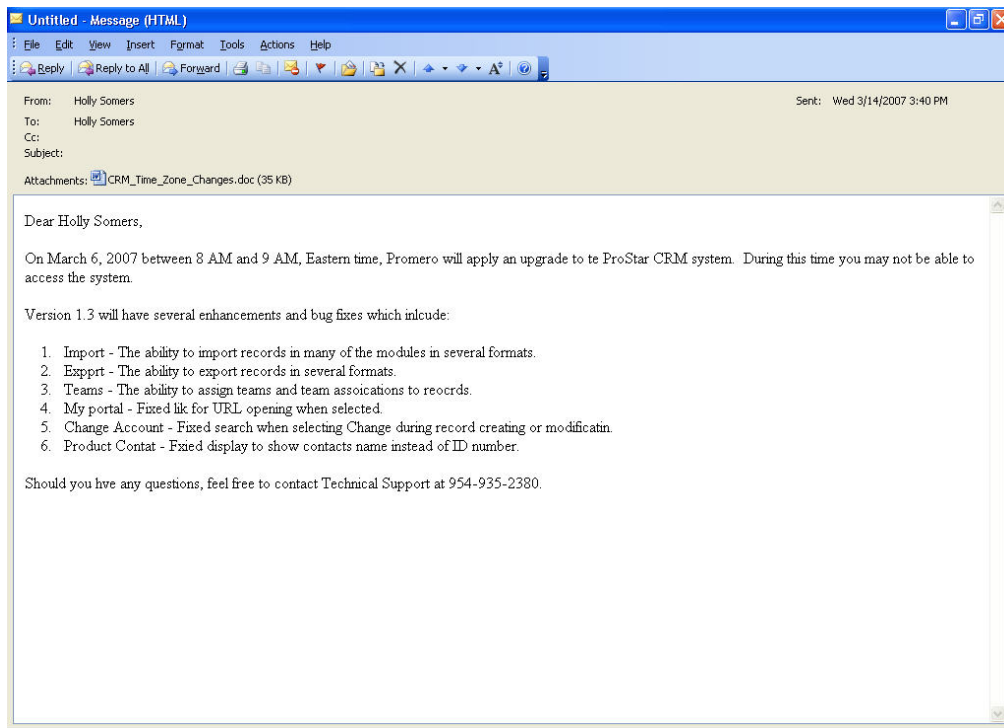 Untitled - Message (HTML)
File Edit View Insert Format Tools Actions Help
Reply Reply to All Forward
From: Holly Somers Sent: Wed 3/14/2007 3:40 PM
To: Holly Somers
Cc:
Subject:
Attachments: CRM_Time_Zone_Changes.doc (35 KB)
Dear Holly Somers,
On March 6, 2007 between 8 AM and 9 AM, Eastern time, Promero will apply an upgrade to te ProStar CRM system. During this time you may not be able to
access the system.
Version 1.3 will have several enhancements and bug fixes which inlcude:
1. Import - The ability to import records in many of the modules in several formats.
2. Expprt - The ability to export records in several formats.
3. Teams - The ability to assign teams and team assoications to reocrds.
4. My portal - Fixed lik for URL opening when selected.
5. Change Account - Fixed search when selecting Change during record creating or modificatin.
6. Product Contat - Fxied display to show contacts name instead of ID number.
Should you hve any questions, feel free to contact Technical Support at 954-935-2380.